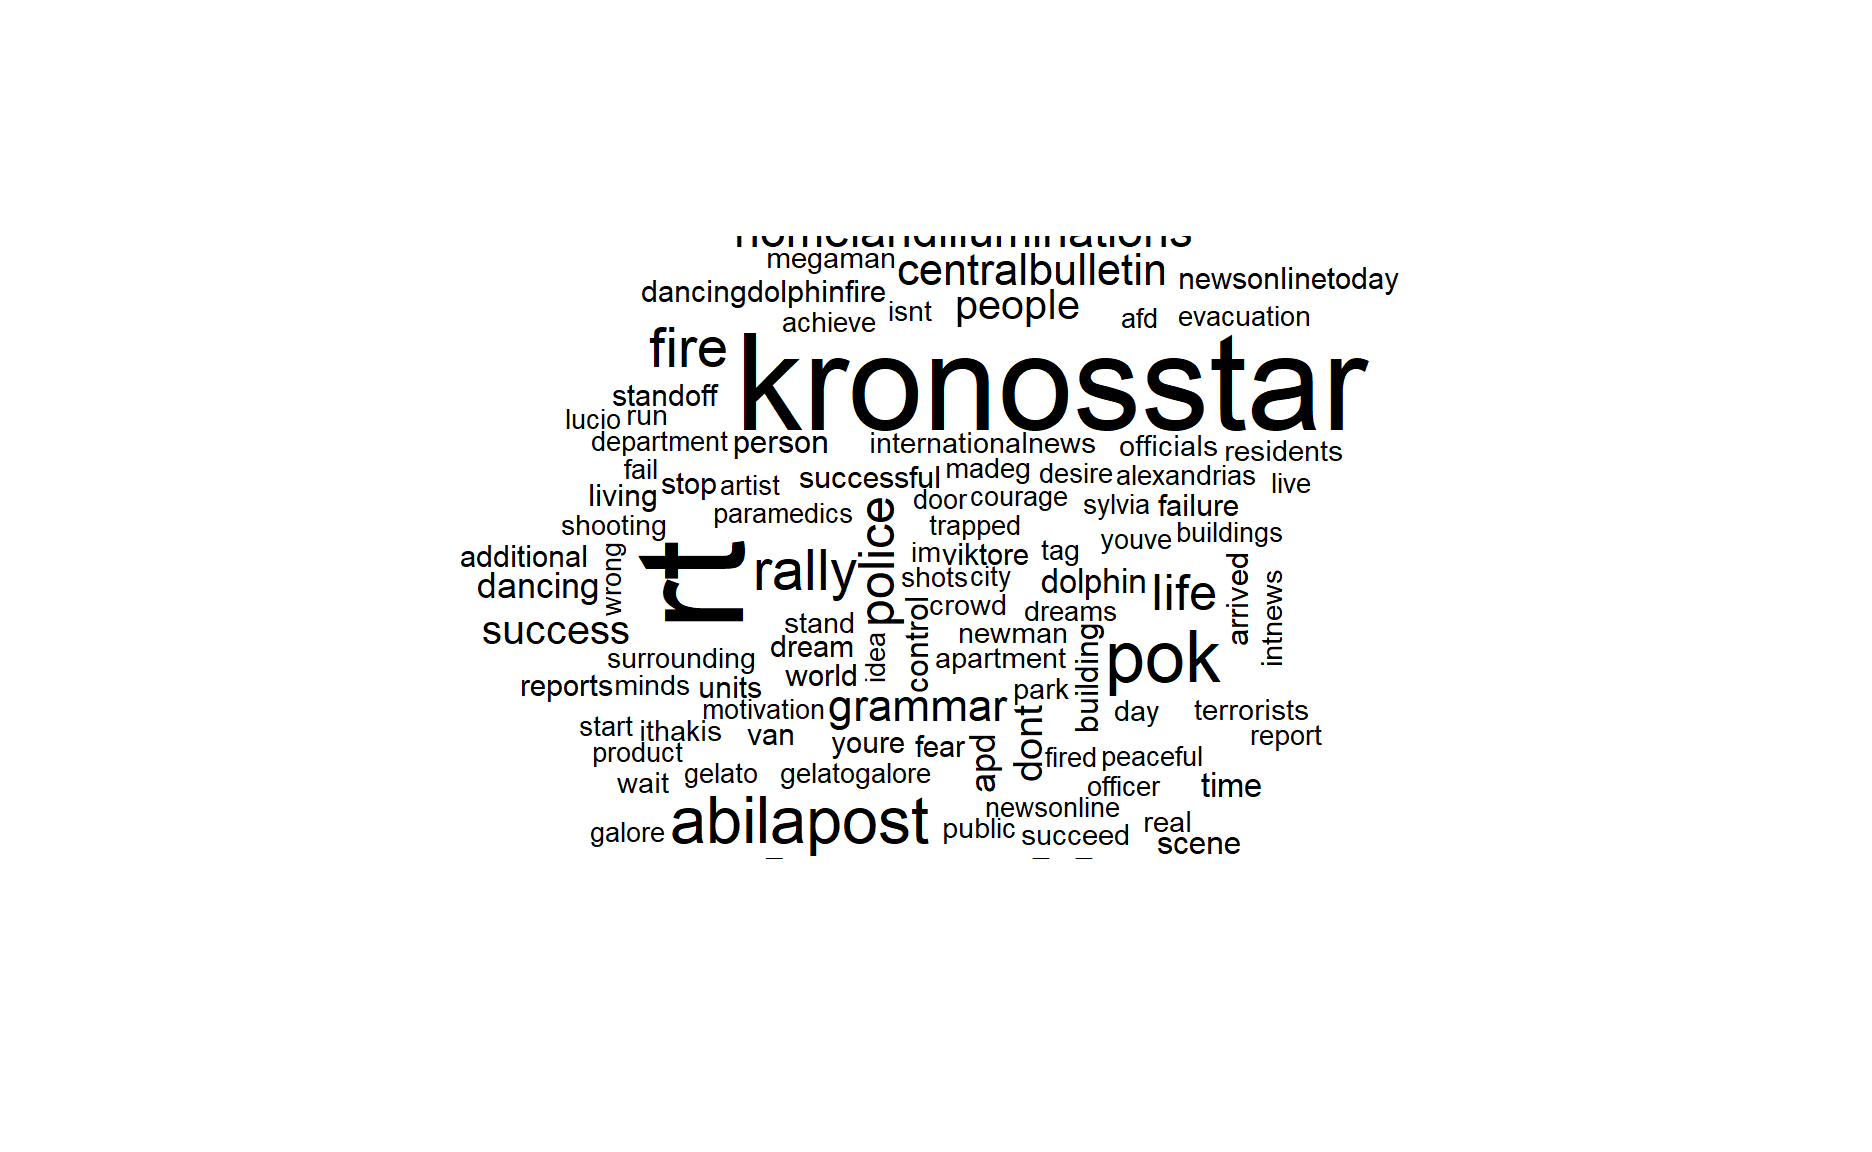 homelandilluminations
megaman centralbulletin newsonlinetoday
dancingdolphinfire people
achieve isnt afd evacuation
fire kronosstar
standoff
lucio run
department person internationalnews officials residents
fail stop artist successful madeg desire alexandrias live
living door courage sylvia failure
shooting paramedics police trapped youve buildings
additional wrong rt rally im viktore tag
dancing shots city dolphin life arrived intnews
success stand control crowd dreams
dream idea newman building pok
surrounding world apartment
reports minds units park
motivation grammar dont day terrorists
start ithakis van youre fear apd report
product fired peaceful
wait gelato gelatogalore officer time
galore abilapost newsonline
public succeed real
scene